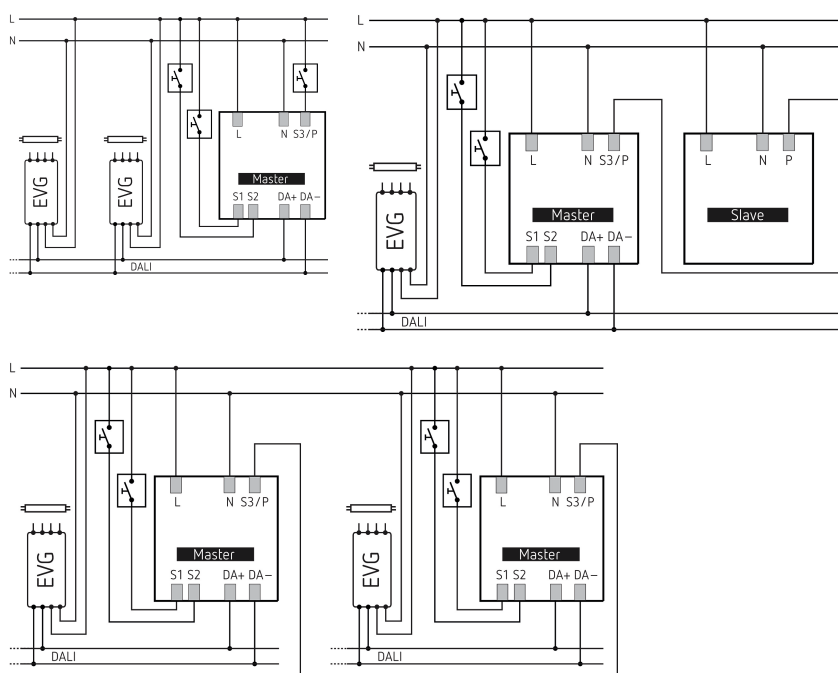 L
N
L N S3/P
Master
S1 S2 DA+ DA−
EVG
EVG
DALI
L
N
L N S3/P
Master
S1 S2 DA+ DA−
EVG
DALI
L N P
Slave
L
N
L N S3/P
Master
S1 S2 DA+ DA−
EVG
DALI
L N S3/P
Master
S1 S2 DA+ DA−
EVG
DALI